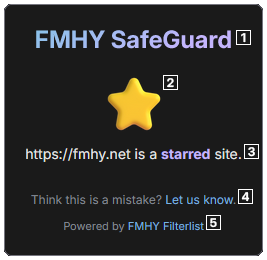 FMHY SafeGuard 1
2
https://fmhy.net is a starred site. 3
Think this is a mistake? Let us know. 4
Powered by FMHY Filterlist 5